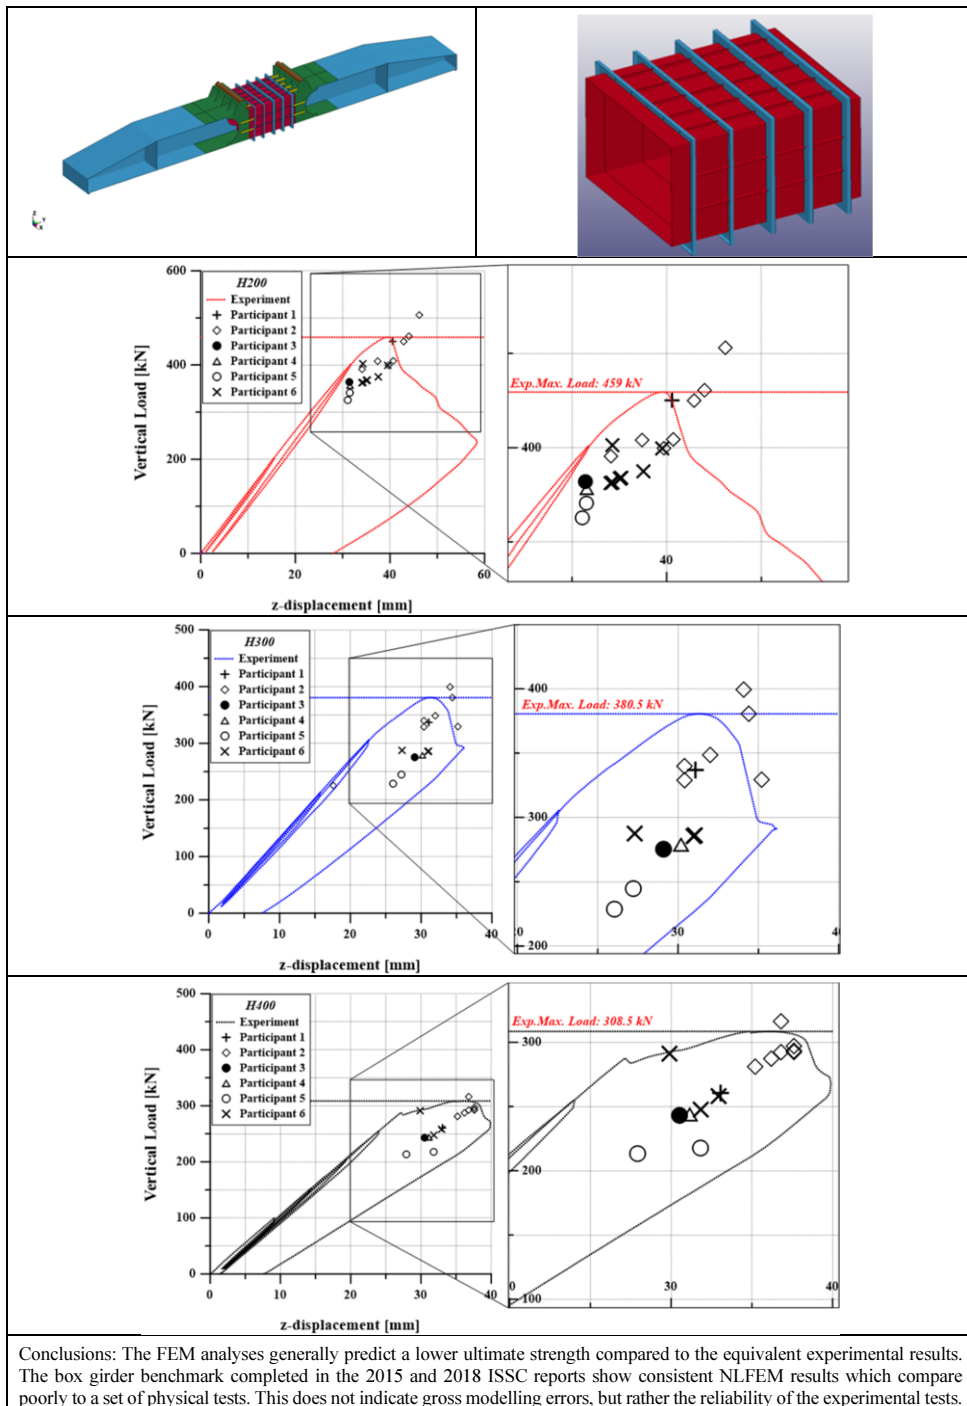 Z
Y
X
600
400
200
0
0
20
40
60
Vertical Load [kN]
z-displacement [mm]
H200
Experiment
Participant 1
Participant 2
Participant 3
Participant 4
Participant 5
Participant 6
Exp.Max. Load: 459 kN
400
40
500
400
300
200
100
0
0
10
20
30
40
Vertical Load [kN]
z-displacement [mm]
H300
Experiment
Participant 1
Participant 2
Participant 3
Participant 4
Participant 5
Participant 6
400
Exp.Max. Load: 380.5 kN
300
200
0
30
40
500
400
300
200
100
0
0
10
20
30
40
Vertical Load [kN]
z-displacement [mm]
H400
Experiment
Participant 1
Participant 2
Participant 3
Participant 4
Participant 5
Participant 6
Exp.Max. Load: 308.5 kN
300
200
100
0
30
40
Conclusions: The FEM analyses generally predict a lower ultimate strength compared to the equivalent experimental results.
The box girder benchmark completed in the 2015 and 2018 ISSC reports show consistent NLFEM results which compare
poorly to a set of physical tests. This does not indicate gross modelling errors, but rather the reliability of the experimental tests.